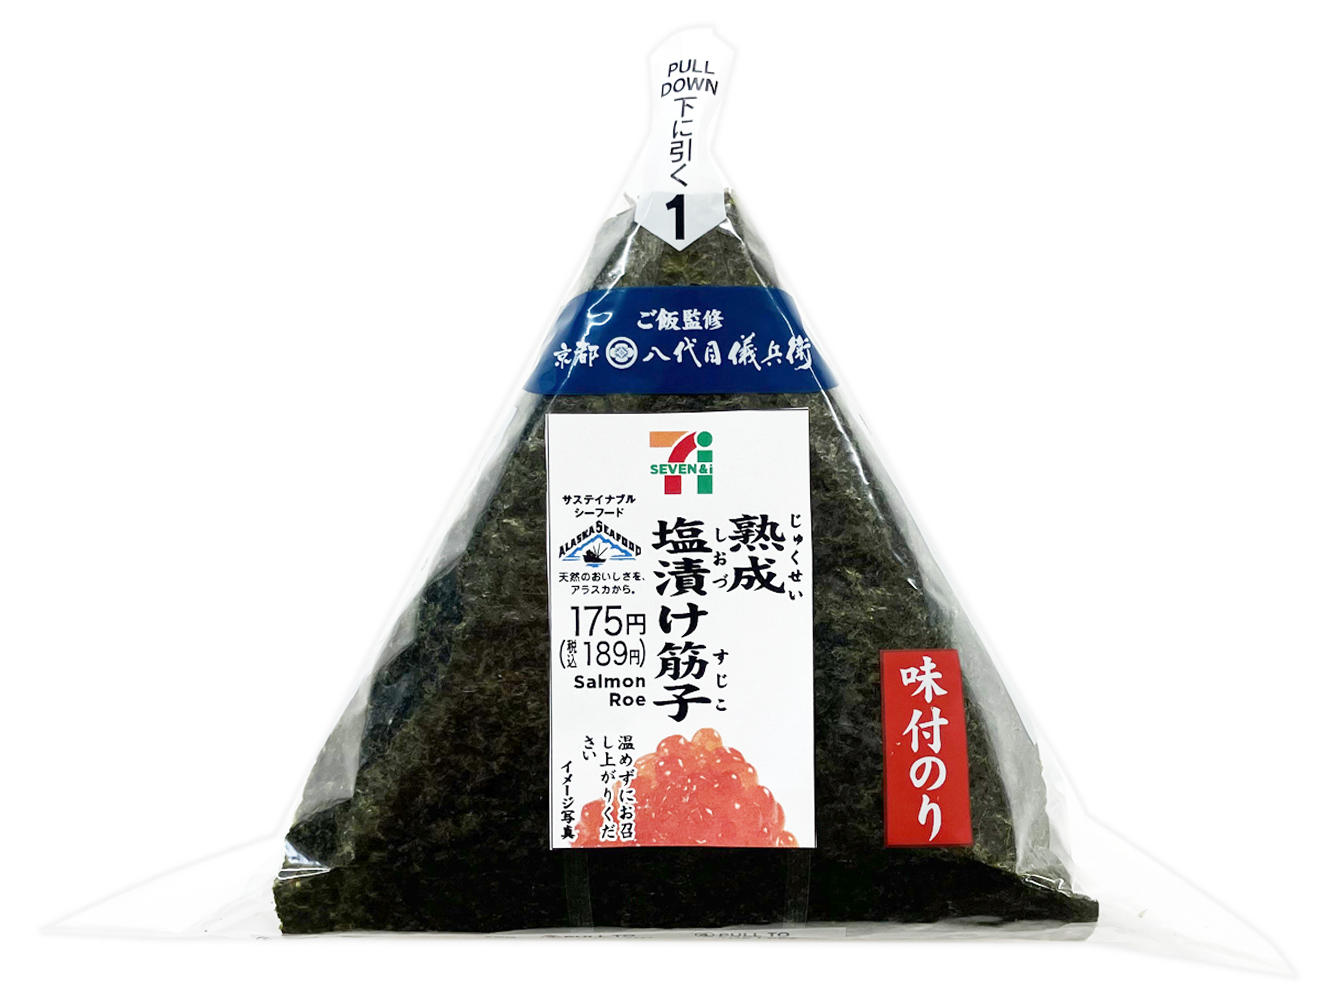 PULL
DOWN
下に引く
1
ご飯監修
京都 八代目儀兵衛
SEVEN&i
サステイナブル
シーフード
ALASKA SEAFOOD
天然のおいしさを、
アラスカから。
熟成
じゅくせい
塩漬け筋子
しおづ
すじこ
175円
(税込189円)
Salmon
Roe
温めずにお召
し上がりくだ
さい
イメージ写真
味付のり
PULL TO
PULL TO